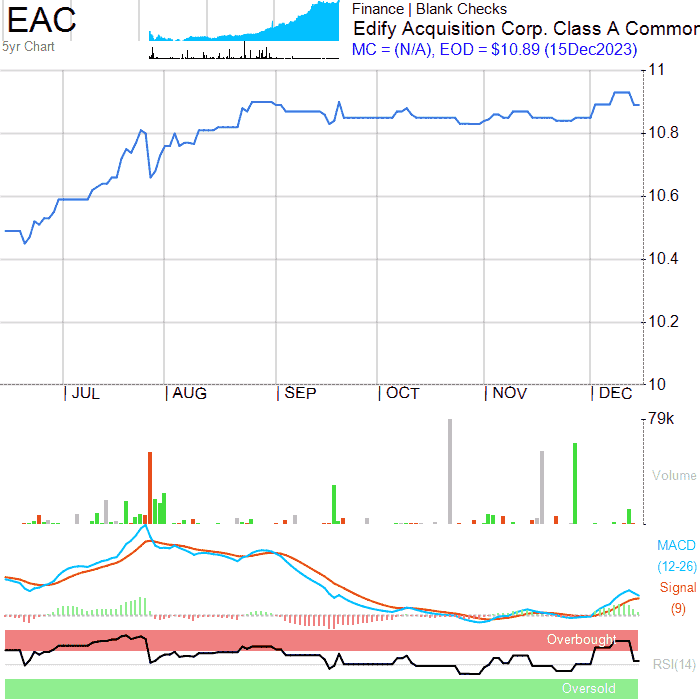 EAC
5yr Chart
Finance | Blank Checks
Edify Acquisition Corp. Class A Common
MC = (N/A), EOD = $10.89 (15Dec2023)
11
10.8
10.6
10.4
10.2
10
JUL
AUG
SEP
OCT
NOV
DEC
79k
Volume
MACD
(12-26)
Signal
(9)
Overbought
RSI(14)
Oversold